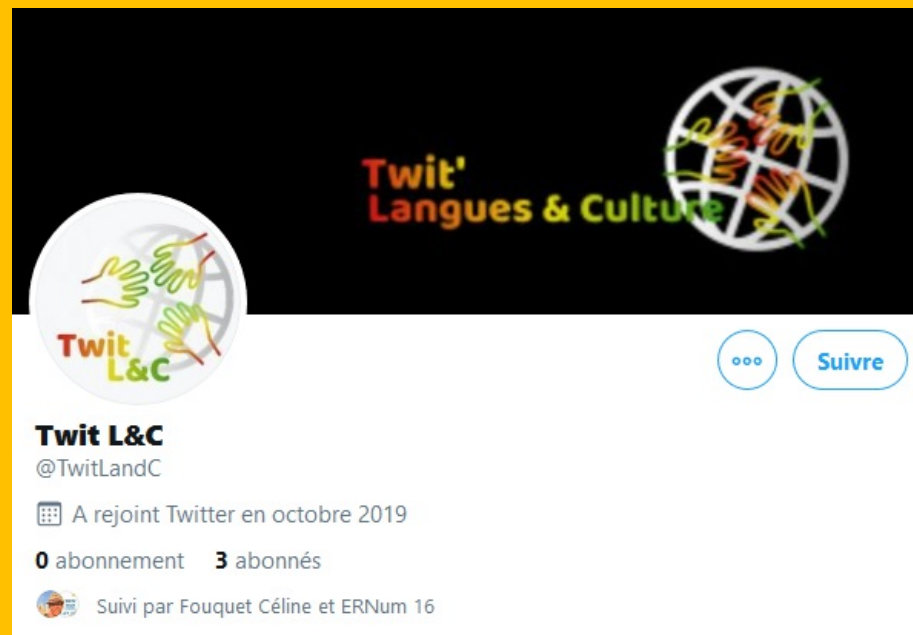 Twit'
Langues & Culture
Twit
L&C
Suivre
Twit L&C
@TwitLandC
A rejoint Twitter en octobre 2019
0 abonnement 3 abonnés
Suivi par Fouquet Céline et ERNum 16